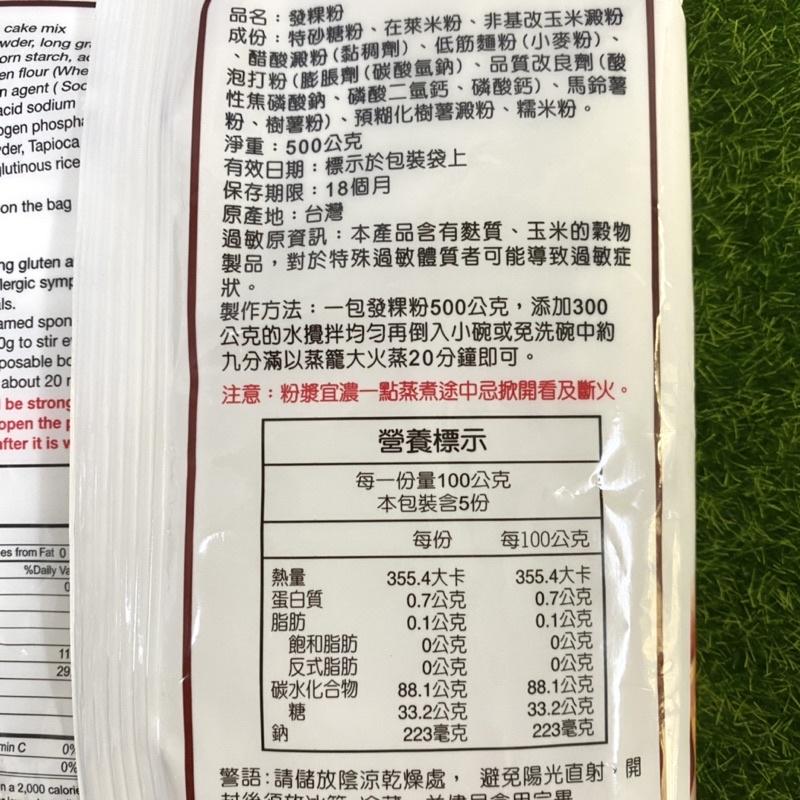 cake mix
wder, long gr
orn starch, ac
en flour (Whe
n agent ( Soc
acid sodium
ogen phospha
der, Tapioca
lutinous rice
on the bag
ng gluten a
lergic symp
ls.
amed spon
0g to stir e
posable bo
about 20 r
be strong
open the p
after it is w
es from Fat 0
%Daily Va
0
11
29
min C 0%
0%
n a 2,000 calorie
品名：發粿粉
成份：特砂糖粉、在萊米粉、非基改玉米澱粉
、醋酸澱粉(黏稠劑)、低筋麵粉(小麥粉)、
泡打粉(膨脹劑(碳酸氫鈉)、品質改良劑(酸
性焦磷酸鈉、磷酸二氫鈣、磷酸鈣)、馬鈴薯
粉、樹薯粉)、預糊化樹薯澱粉、糯米粉。
淨重：500公克
有效日期：標示於包裝袋上
保存期限：18個月
原產地：台灣
過敏原資訊：本產品含有麩質、玉米的穀物
製品，對於特殊過敏體質者可能導致過敏症
狀。
製作方法：一包發粿粉500公克，添加300
公克的水攪拌均勻再倒入小碗或免洗碗中約
九分滿以蒸籠大火蒸20分鐘即可。
注意：粉漿宜濃一點蒸煮途中忌掀開看及斷火。
營養標示
每一份量100公克
本包裝含5份
每份 每100公克
熱量 355.4大卡 355.4大卡
蛋白質 0.7公克 0.7公克
脂肪 0.1公克 0.1公克
飽和脂肪 0公克 0公克
反式脂肪 0公克 0公克
碳水化合物 88.1公克 88.1公克
糖 33.2公克 33.2公克
鈉 223毫克 223毫克
警語：請儲放陰涼乾燥處，避免陽光直射，開